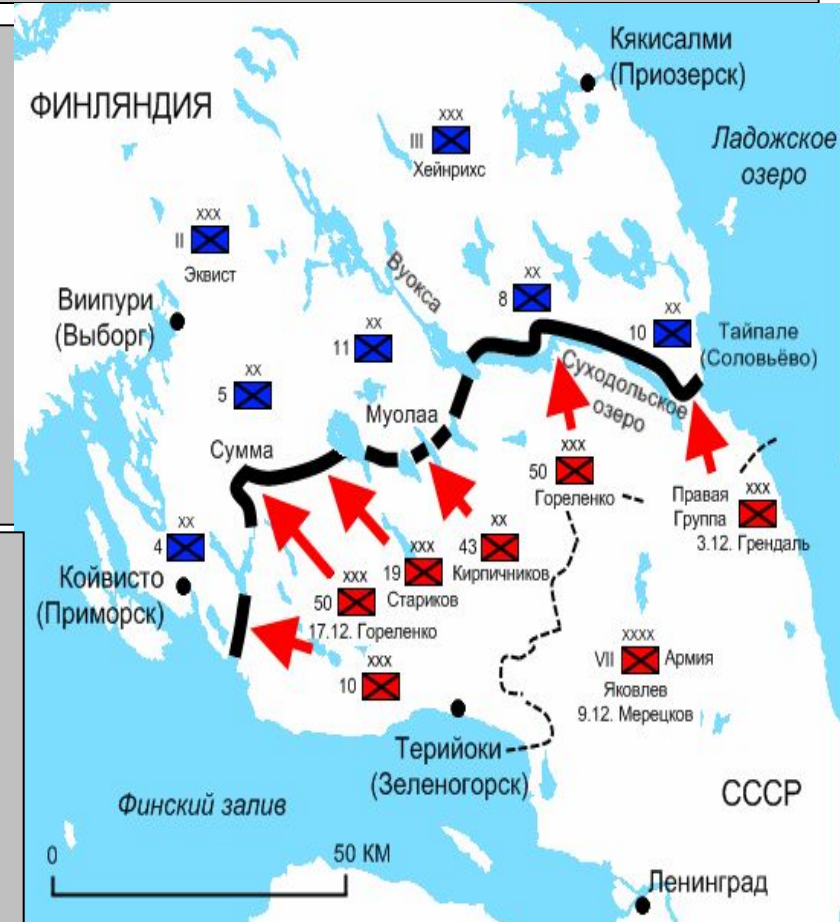 Кякисалми
(Приозерск)
ФИНЛЯНДИЯ
XXX
III
Хейнрихс
Ладожское
озеро
XXX
II
Эквист
Вуокса
Виипури
(Выборг)
XX
8
XX
10
Тайпале
(Соловьёво)
XX
11
Суходольское
озеро
XX
5
Муолаа
Сумма
XXX
50
Гореленко
Правая
Группа
XXX
3.12. Грендаль
XX
4
XX
43
Кирпичников
XXX
19
Стариков
Койвисто
(Приморск)
XXX
50
17.12. Гореленко
XXXX
VII
Армия
Яковлев
9.12. Мерецков
XXX
10
Терийоки
(Зеленогорск)
СССР
Финский залив
0
50 КМ
Ленинград